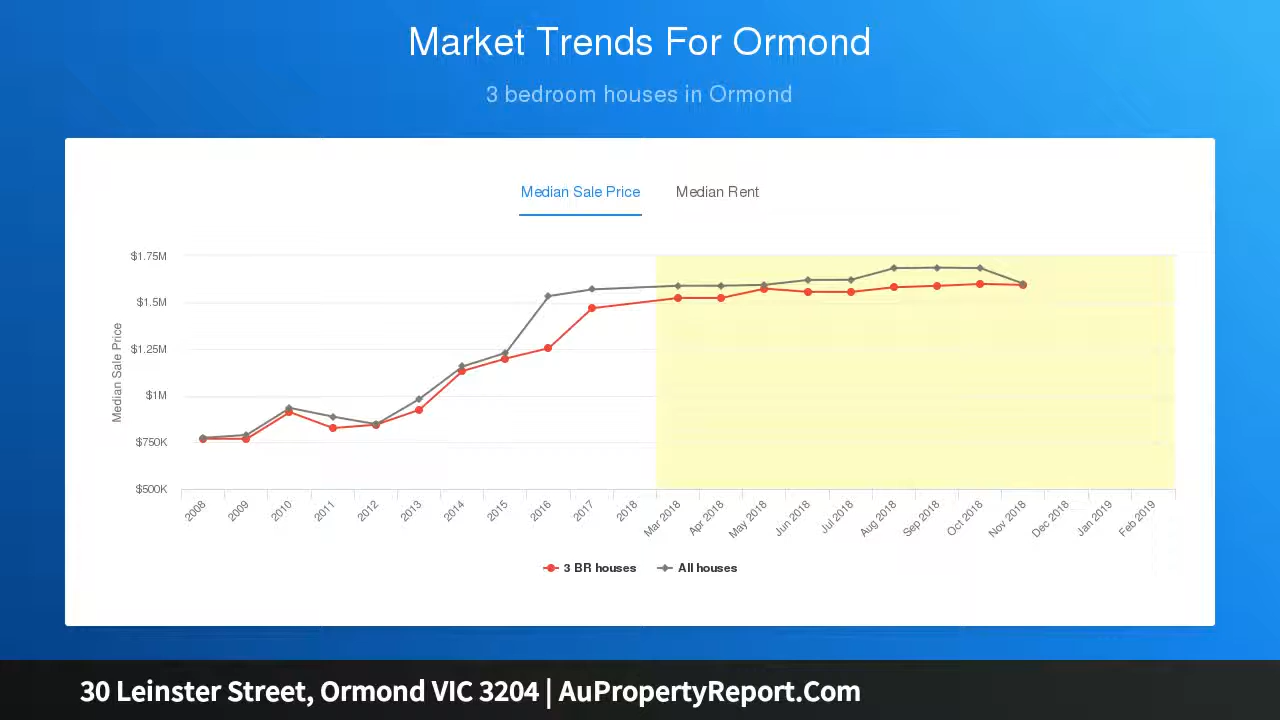 Market Trends For Ormond
3 bedroom houses in Ormond
Median Sale Price Median Rent
Median Sale Price
$1.75M
$1.5M
$1.25M
$1M
$750K
$500K
2008 2009 2010 2011 2012 2013 2014 2015 2016 2017 2018 Mar 2018 Apr 2018 May 2018 Jun 2018 Jul 2018 Aug 2018 Sep 2018 Oct 2018 Nov 2018 Dec 2018 Jan 2019 Feb 2019
3 BR houses All houses
30 Leinster Street, Ormond VIC 3204 | AuPropertyReport.Com